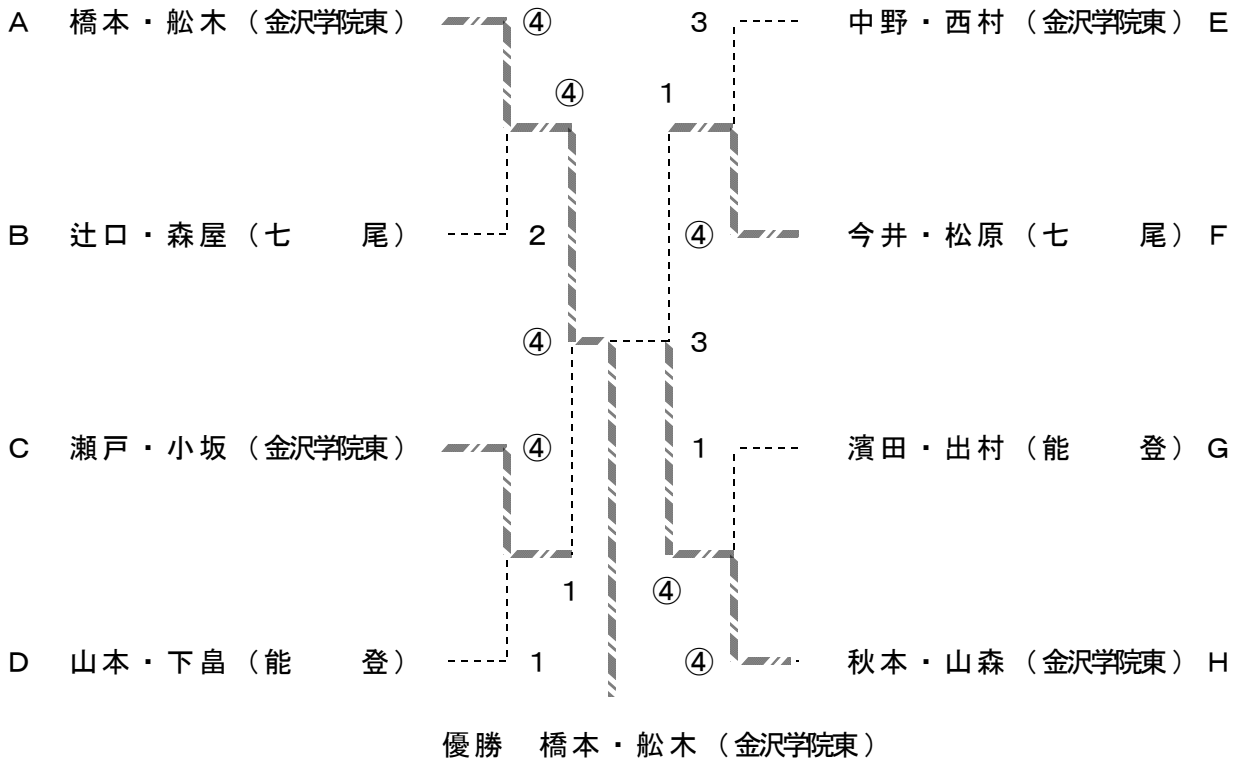 A 橋本・舩木（金沢学院東） ④ 3 中野・西村（金沢学院東） E
④ 1
B 辻口・森屋（七　　尾） 2 ④ 今井・松原（七　　尾） F
④ 3
C 瀬戸・小坂（金沢学院東） ④ 1 濱田・出村（能　　登） G
1 ④
D 山本・下畠（能　　登） 1 ④ 秋本・山森（金沢学院東） H
優勝　橋本・舩木（金沢学院東）